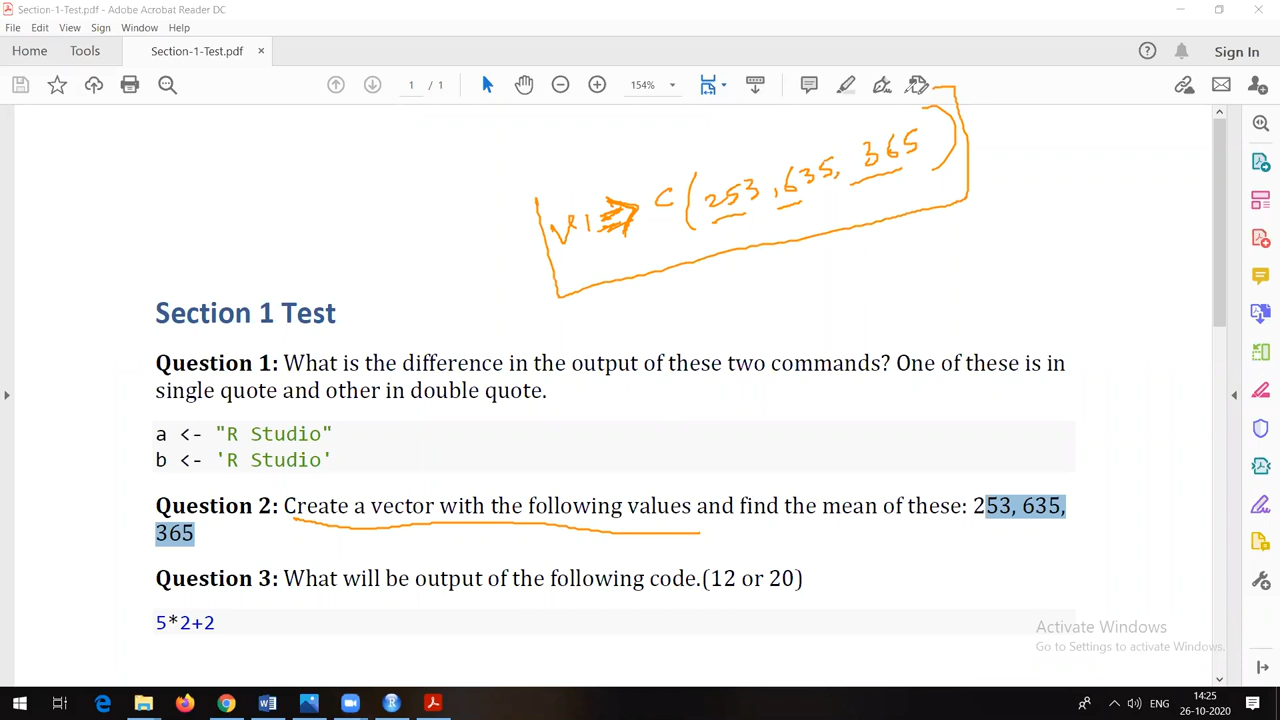 Section-1-Test.pdf - Adobe Acrobat Reader DC
File Edit View Sign Window Help
Home Tools Section-1-Test.pdf × Sign In
1 / 1 154%
C(253, 635, 365)
Section 1 Test
Question 1: What is the difference in the output of these two commands? One of these is in
single quote and other in double quote.
a <- "R Studio"
b <- 'R Studio'
Question 2: Create a vector with the following values and find the mean of these: 253, 635,
365
Question 3: What will be output of the following code.(12 or 20)
5*2+2
Activate Windows
Go to Settings to activate Windows.
ENG
14:25
26-10-2020